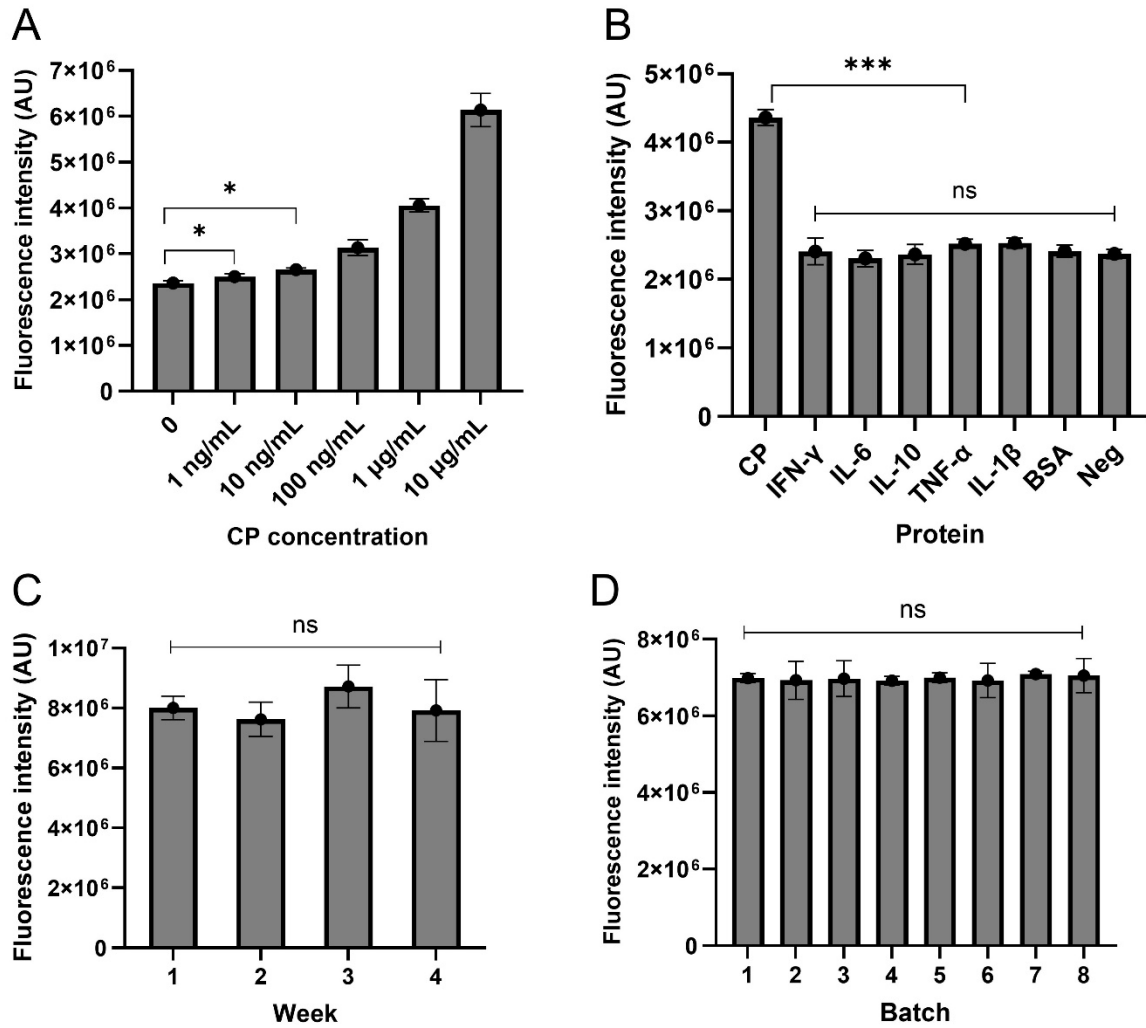 A
Fluorescence intensity (AU)
7×10⁶
6×10⁶
5×10⁶
4×10⁶
3×10⁶
2×10⁶
1×10⁶
0
*
*
0
1 ng/mL
10 ng/mL
100 ng/mL
1 µg/mL
10 µg/mL
CP concentration
B
Fluorescence intensity (AU)
5×10⁶
4×10⁶
3×10⁶
2×10⁶
1×10⁶
0
***
ns
CP
IFN-γ
IL-6
IL-10
TNF-α
IL-1β
BSA
Neg
Protein
C
Fluorescence intensity (AU)
1×10⁷
8×10⁶
6×10⁶
4×10⁶
2×10⁶
0
ns
1 2 3 4
Week
D
Fluorescence intensity (AU)
8×10⁶
6×10⁶
4×10⁶
2×10⁶
0
ns
1 2 3 4 5 6 7 8
Batch